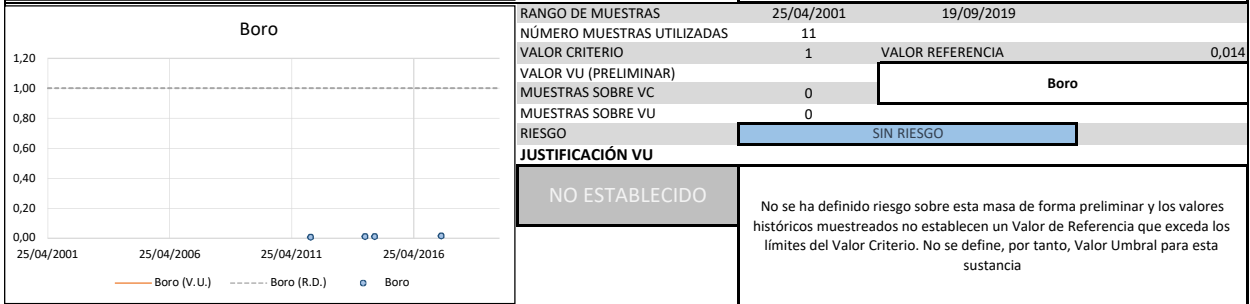 Boro
1,20
1,00
0,80
0,60
0,40
0,20
0,00
25/04/2001 25/04/2006 25/04/2011 25/04/2016
Boro (V.U.) Boro (R.D.) Boro
RANGO DE MUESTRAS 25/04/2001 19/09/2019
NÚMERO MUESTRAS UTILIZADAS 11
VALOR CRITERIO 1 VALOR REFERENCIA 0,014
VALOR VU (PRELIMINAR)
Boro
MUESTRAS SOBRE VC 0
MUESTRAS SOBRE VU 0
RIESGO SIN RIESGO
JUSTIFICACIÓN VU
NO ESTABLECIDO
No se ha definido riesgo sobre esta masa de forma preliminar y los valores
históricos muestreados no establecen un Valor de Referencia que exceda los
límites del Valor Criterio. No se define, por tanto, Valor Umbral para esta
sustancia